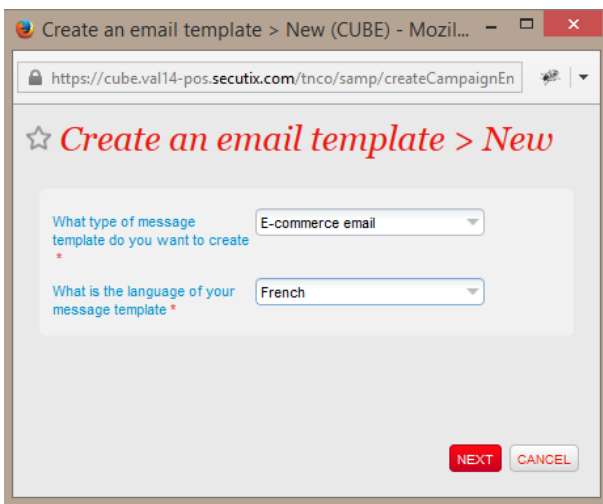 Create an email template > New (CUBE) - Mozil...
https://cube.val14-pos.secutix.com/tnco/samp/createCampaignEn
Create an email template > New
What type of message
template do you want to create
*
E-commerce email
What is the language of your
message template *
French
NEXT
CANCEL